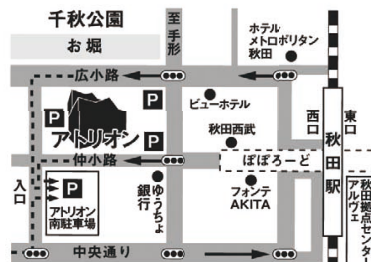 千秋公園
お堀
至手形
ホテル
メトロポリタン
秋田
広小路
P
P
P
アトリオン
ビューホテル
秋田西武
西口
東口
秋田駅
仲小路
ぽぽろーど
入口
P
アトリオン
南駐車場
ゆうちょ
銀行
フォンテ
AKITA
秋田拠点センター
アルヴェ
中央通り